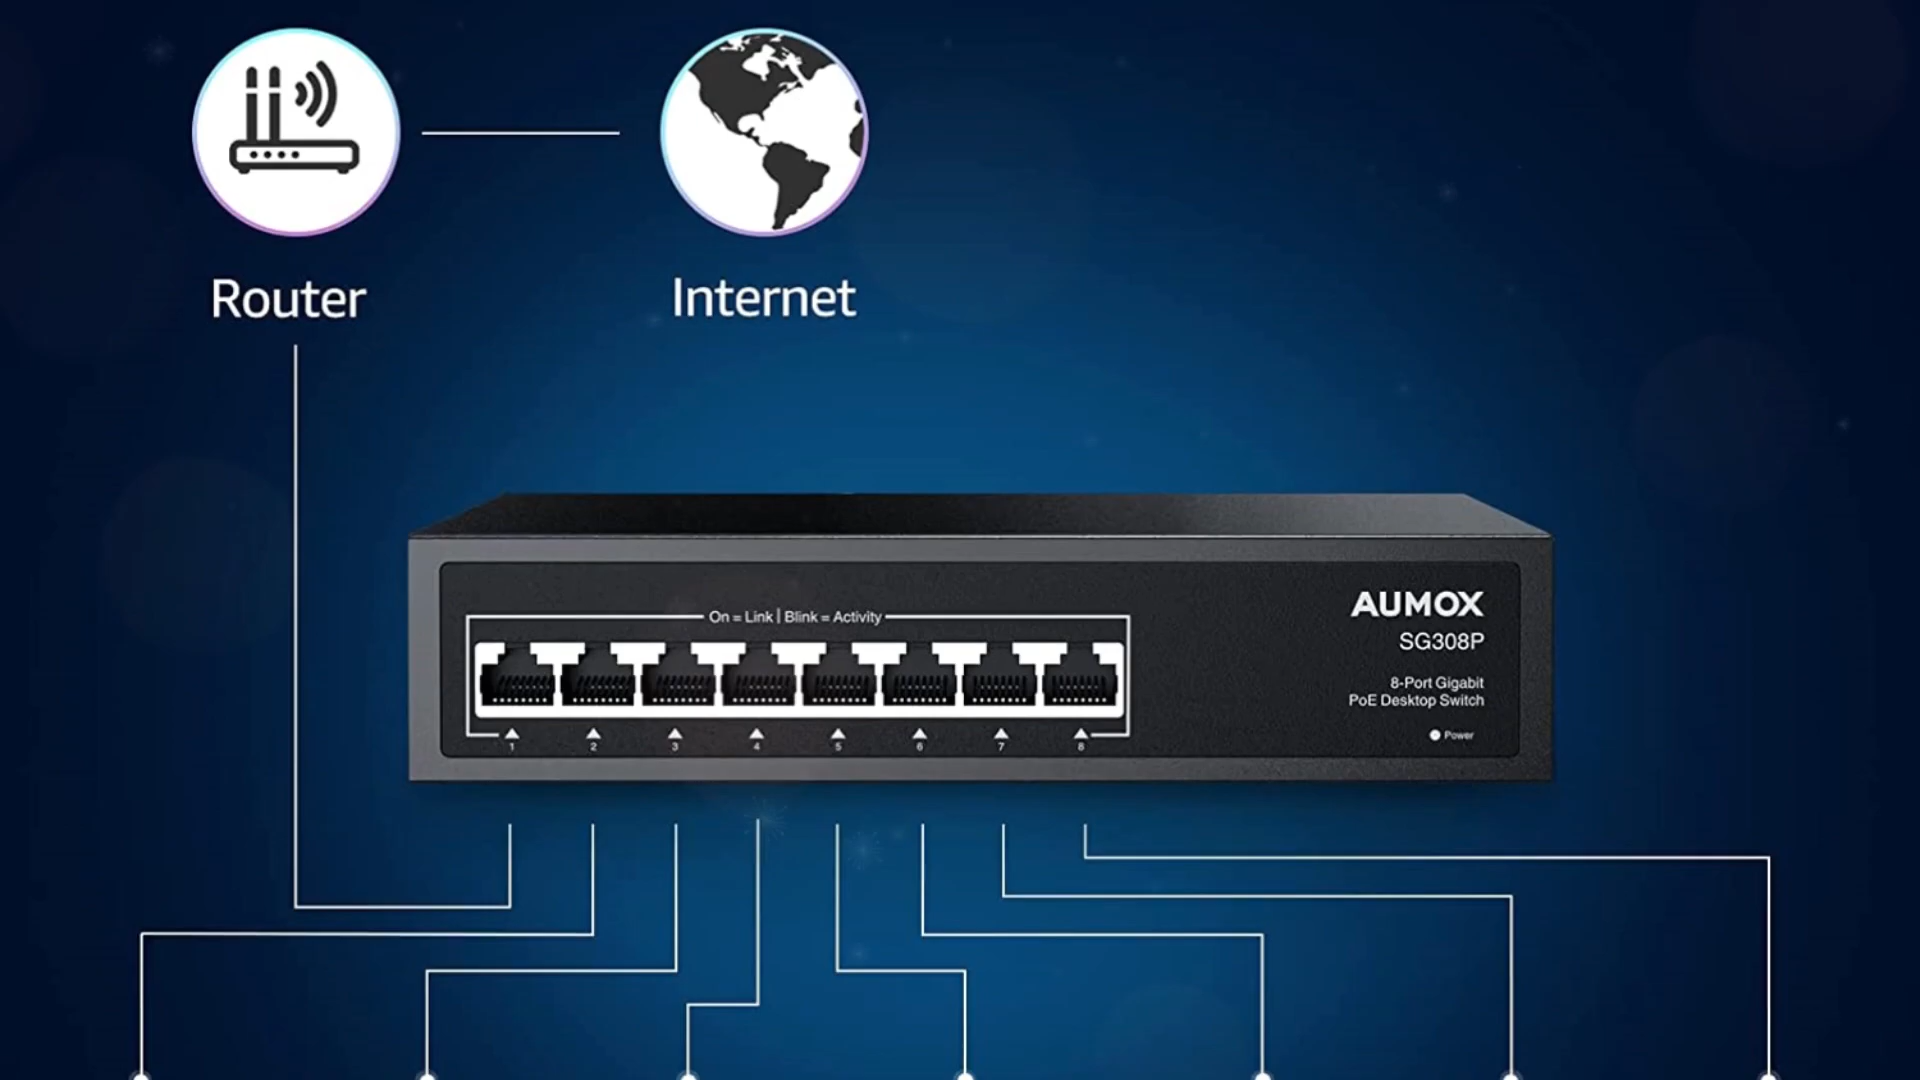 Router
Internet
On = Link | Blink = Activity
AUMOX
SG308P
8-Port Gigabit
PoE Desktop Switch
Power
1 2 3 4 5 6 7 8